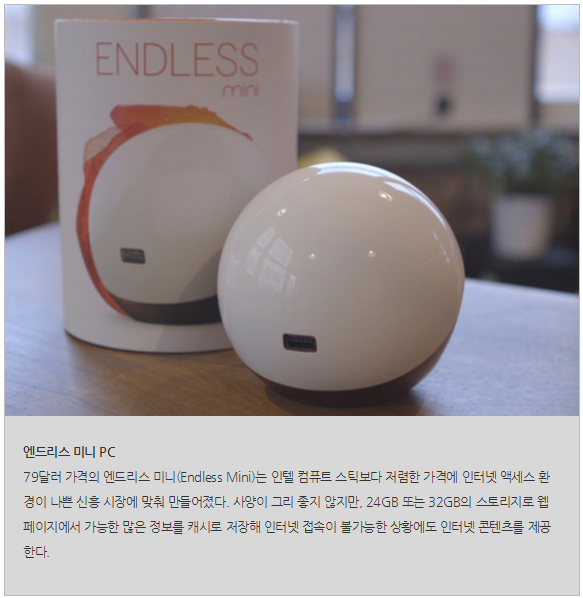 ENDLESS
mini
엔드리스 미니 PC
79달러 가격의 엔드리스 미니(Endless Mini)는 인텔 컴퓨트 스틱보다 저렴한 가격에 인터넷 액세스 환
경이 나쁜 신흥 시장에 맞춰 만들어졌다. 사양이 그리 좋지 않지만, 24GB 또는 32GB의 스토리지로 웹
페이지에서 가능한 많은 정보를 캐시로 저장해 인터넷 접속이 불가능한 상황에도 인터넷 콘텐츠를 제공
한다.